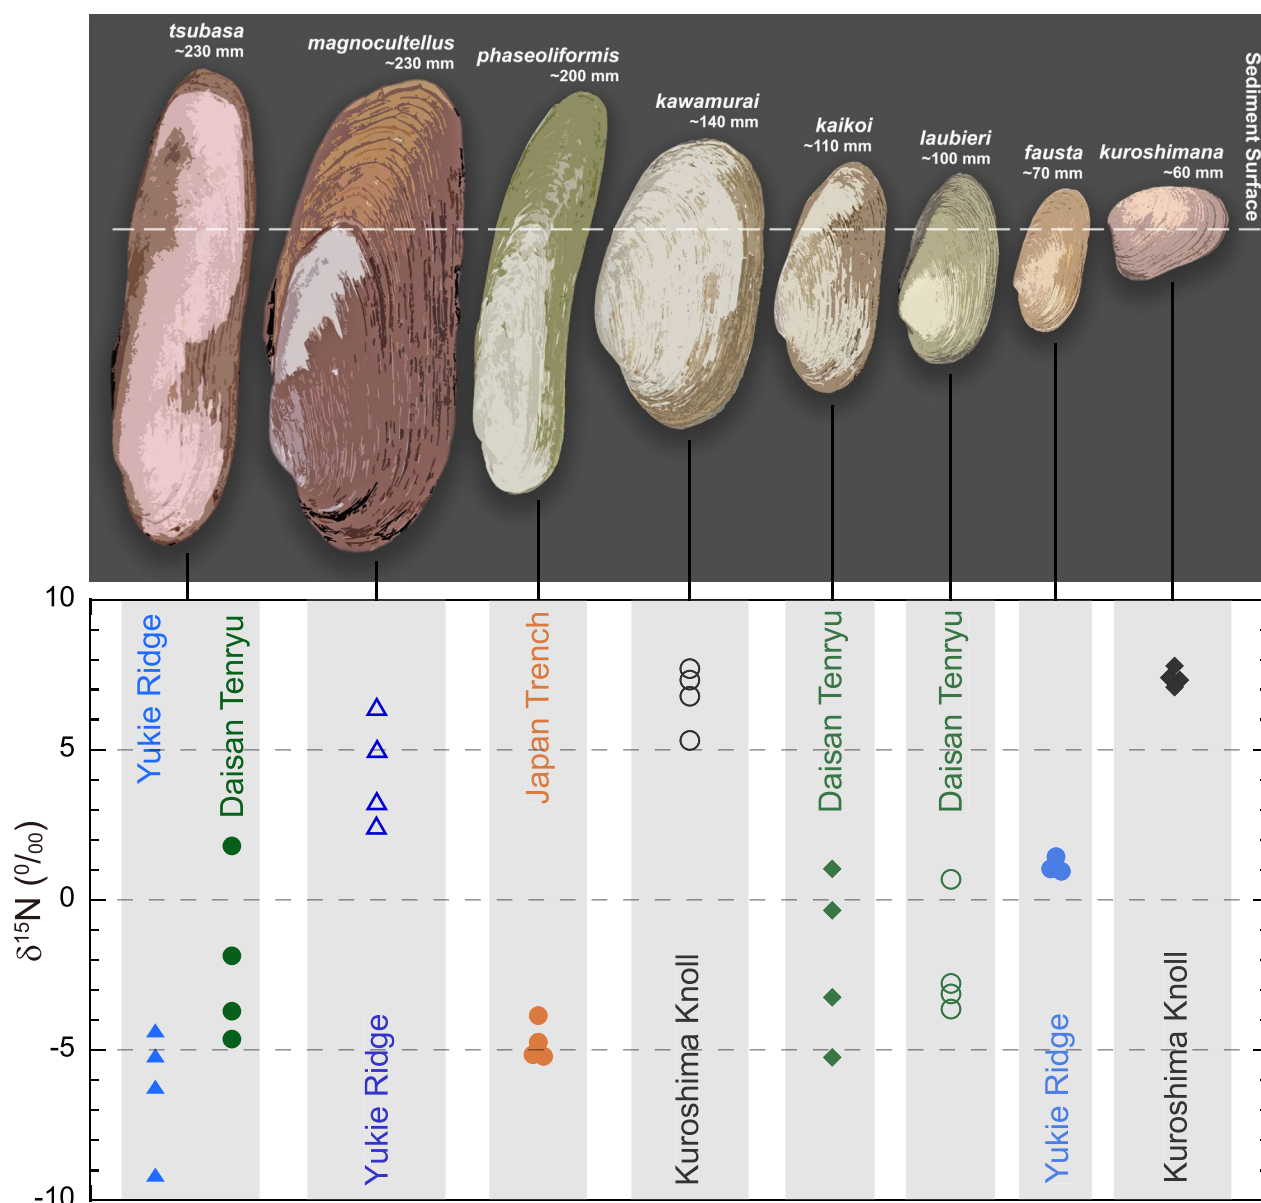 tsubasa
~230 mm
magnocultellus
~230 mm
phaseoliformis
~200 mm
kawamurai
~140 mm
kaikoi
~110 mm
laubieri
~100 mm
fausta
~70 mm
kuroshimana
~60 mm
Sediment Surface
10
5
0
-5
-10
δ¹⁵N (⁰/₀₀)
Yukie Ridge
Daisan Tenryu
Yukie Ridge
Japan Trench
Kuroshima Knoll
Daisan Tenryu
Daisan Tenryu
Yukie Ridge
Kuroshima Knoll